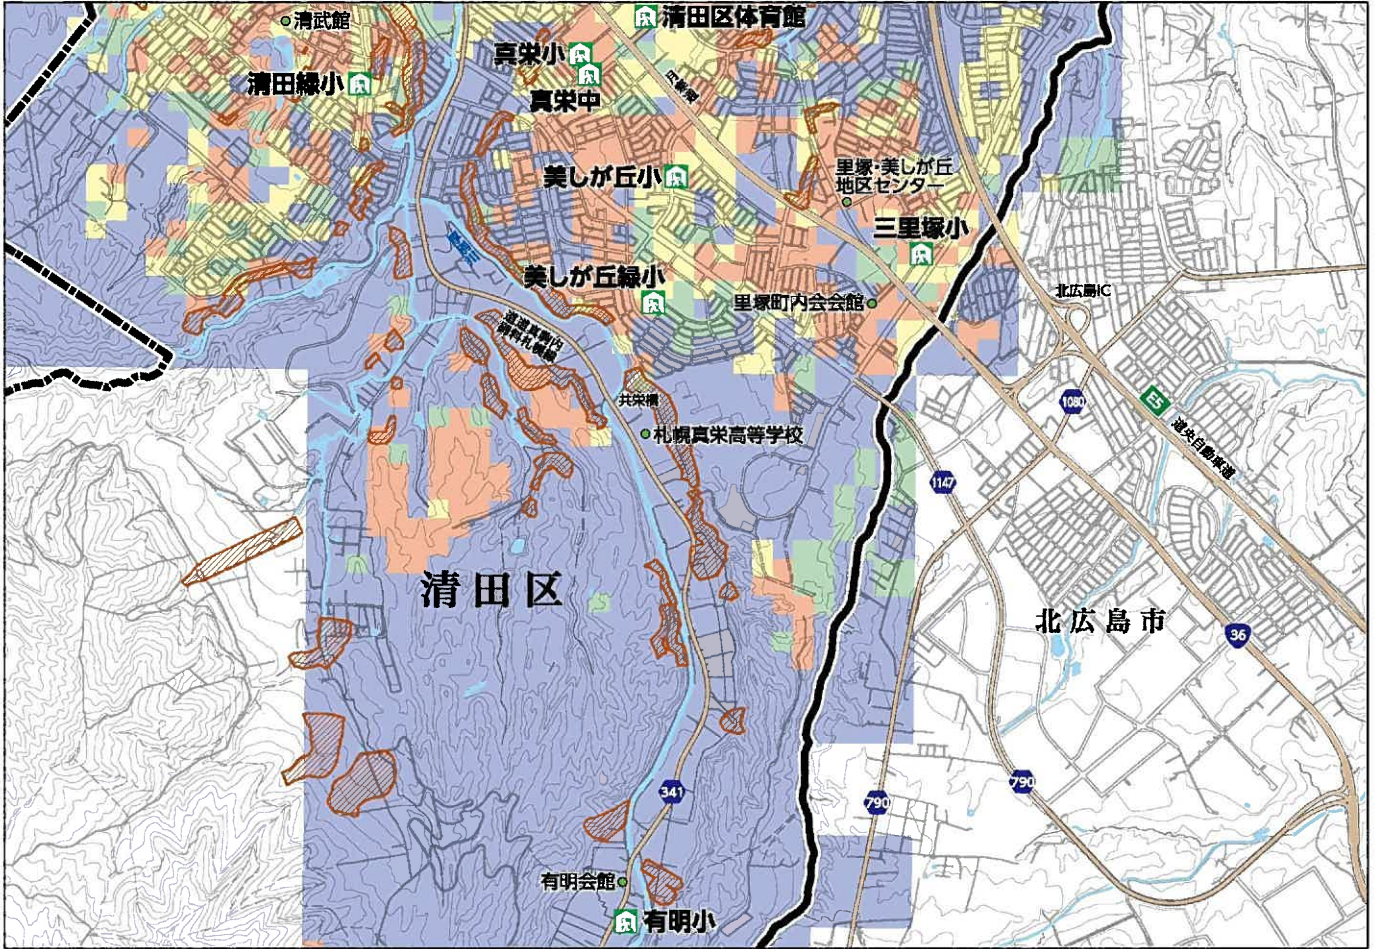 清武館
清田区体育館
真栄小
清田緑小
真栄中
月寒川
美しが丘小
里塚・美しが丘
地区センター
三里塚小
美しが丘緑小
里塚町内会会館
北広島IC
道道真駒内
御料札幌線
共栄橋
札幌真栄高等学校
1080
E5
道央自動車道
1147
清田区
北広島市
36
341
790
790
有明会館
有明小